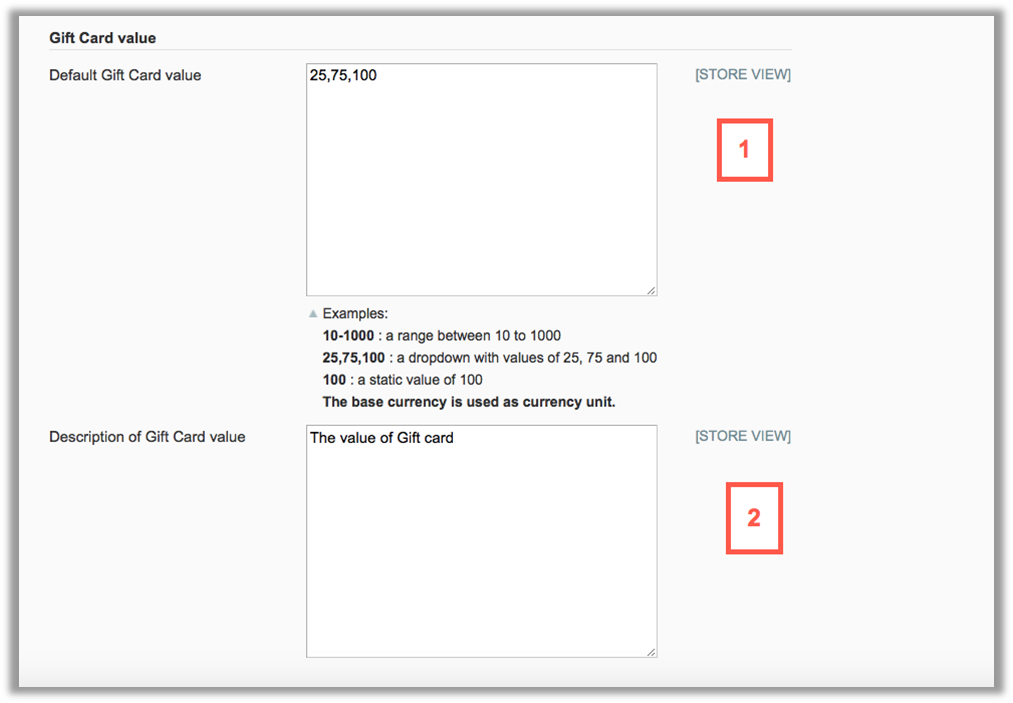 Gift Card value
Default Gift Card value 25,75,100 [STORE VIEW]
1
Examples:
10-1000 : a range between 10 to 1000
25,75,100 : a dropdown with values of 25, 75 and 100
100 : a static value of 100
The base currency is used as currency unit.
Description of Gift Card value The value of Gift card [STORE VIEW]
2